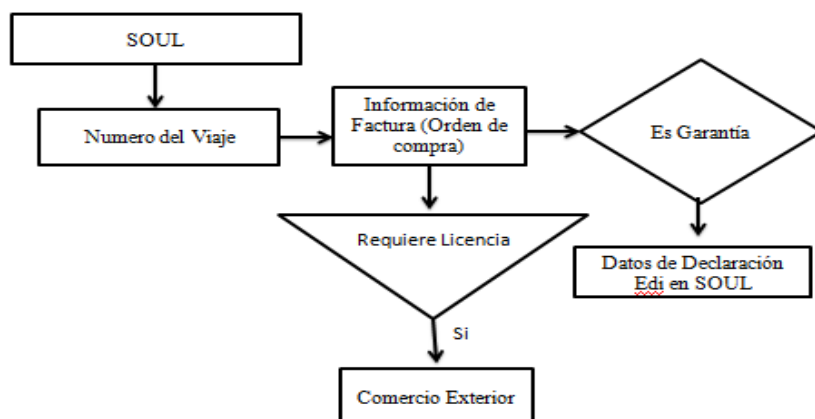 SOUL
Numero del Viaje
Información de
Factura (Orden de
compra)
Es Garantía
Requiere Licencia
Datos de Declaración
Edi en SOUL
Si
Comercio Exterior